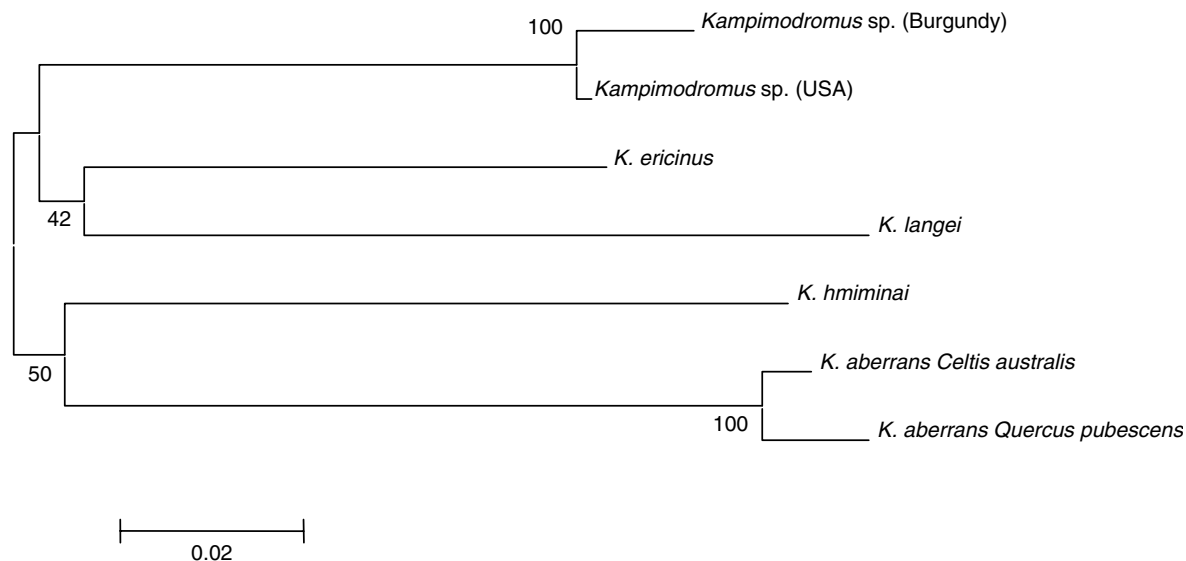 100
Kampimodromus sp. (Burgundy)
Kampimodromus sp. (USA)
K. ericinus
42
K. langei
K. hmiminai
50
K. aberrans Celtis australis
100
K. aberrans Quercus pubescens
0.02